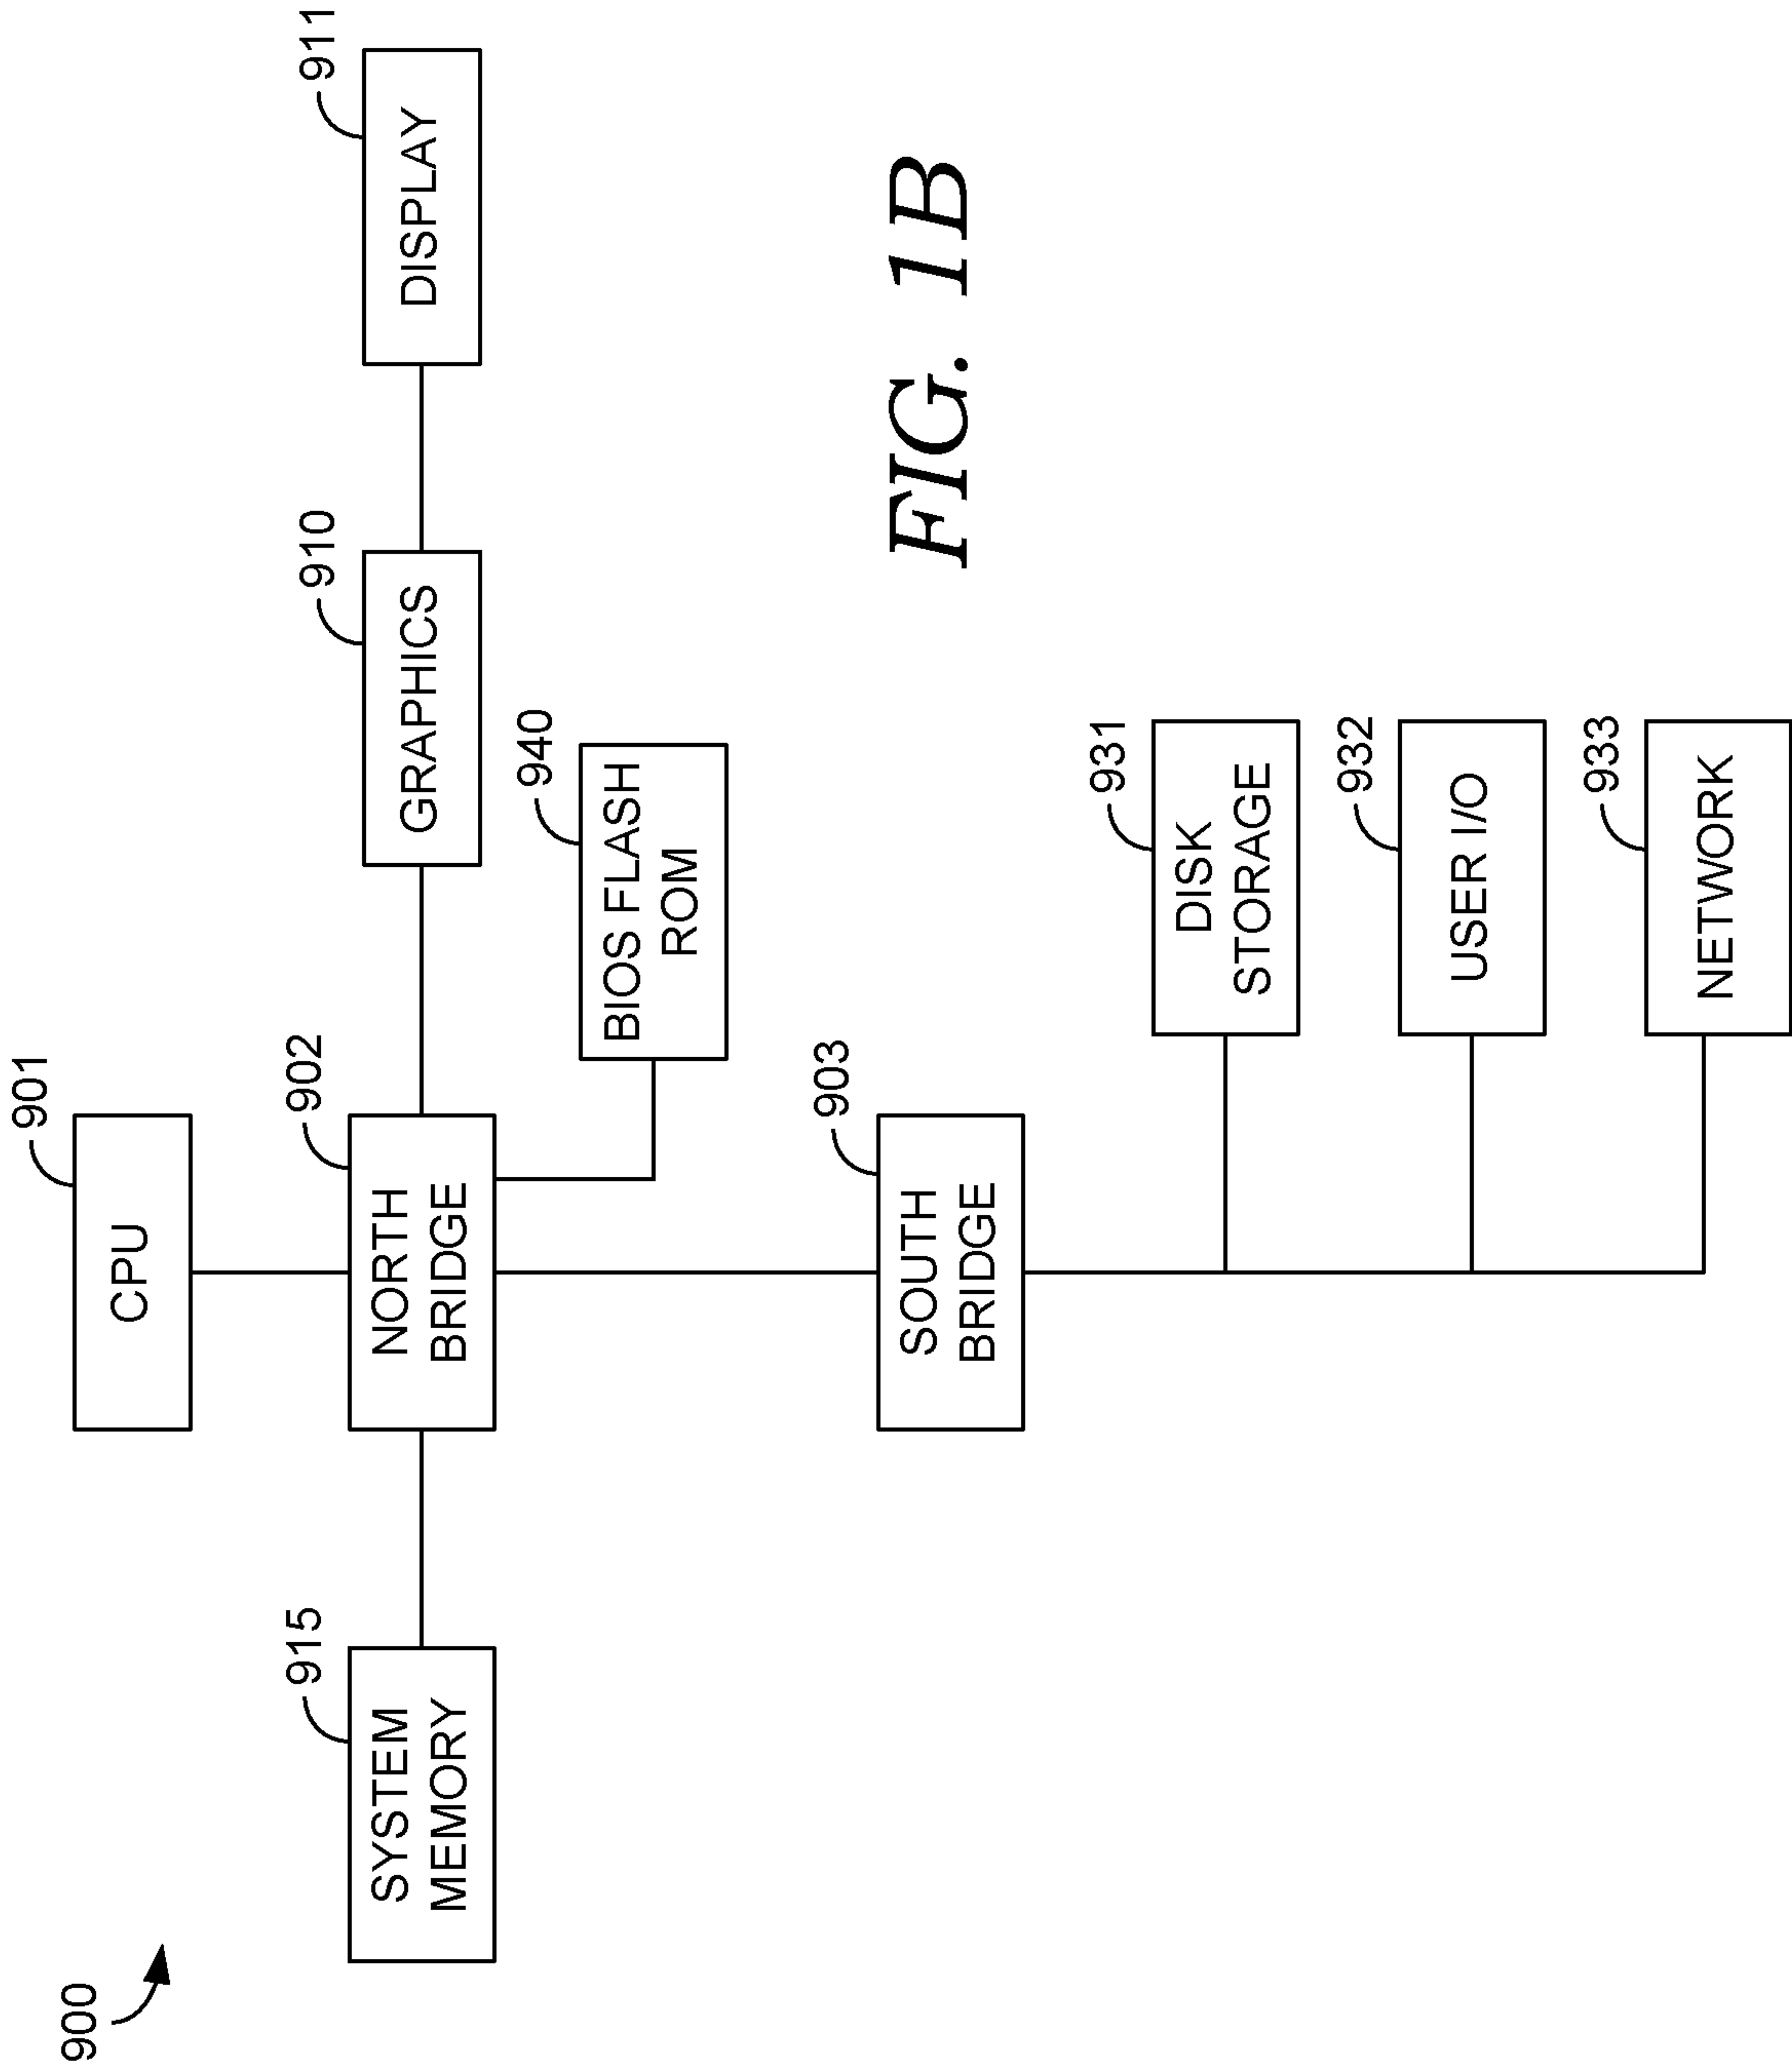 900
901
CPU
915
SYSTEM
MEMORY
902
NORTH
BRIDGE
910
GRAPHICS
911
DISPLAY
940
BIOS FLASH
ROM
903
SOUTH
BRIDGE
931
DISK
STORAGE
932
USER I/O
933
NETWORK
FIG. 1B